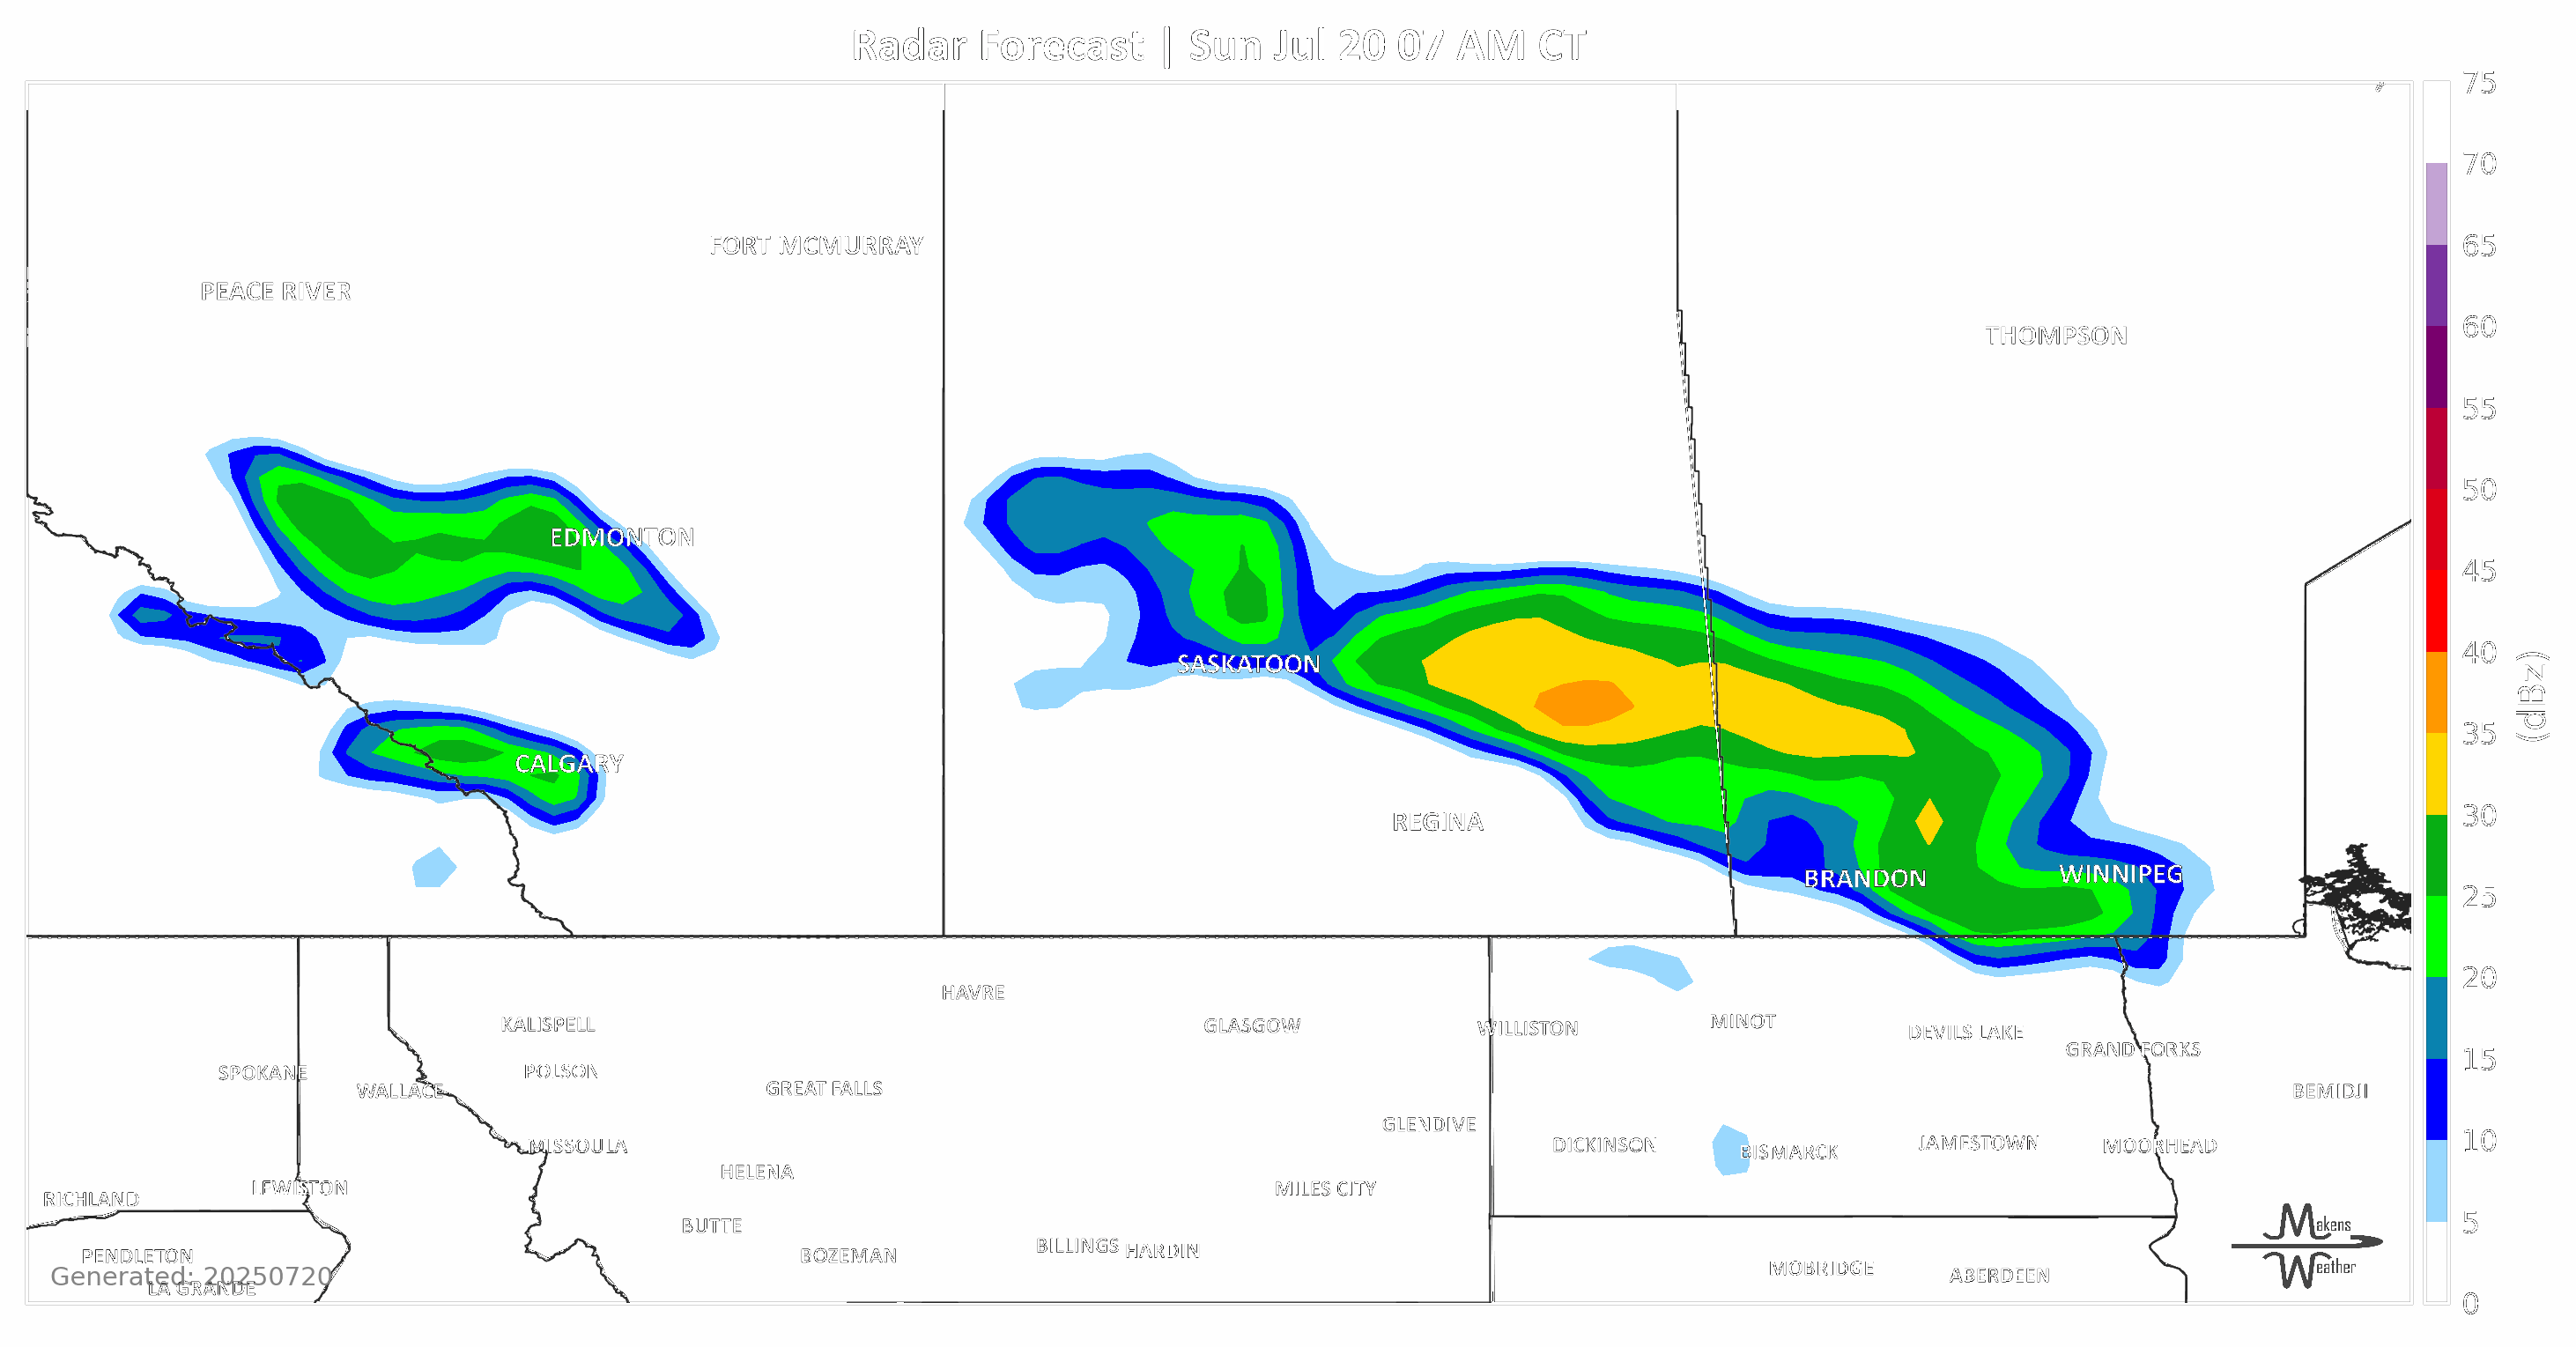 Radar Forecast | Sun Jul 20 07 AM CT
75
70
65
60
55
50
45
40
35
30
25
20
15
10
5
0
(dBz)
FORT MCMURRAY
PEACE RIVER
THOMPSON
EDMONTON
SASKATOON
CALGARY
REGINA
BRANDON
WINNIPEG
HAVRE
KALISPELL
GLASGOW
WILLISTON
MINOT
DEVILS LAKE
GRAND FORKS
SPOKANE
POLSON
WALLACE
GREAT FALLS
BEMIDJI
GLENDIVE
MISSOULA
DICKINSON
BISMARCK
JAMESTOWN
MOORHEAD
HELENA
LEWISTON
RICHLAND
MILES CITY
BUTTE
PENDLETON
BOZEMAN
BILLINGS
HARDIN
MOBRIDGE
ABERDEEN
Generated: 20250720
LA GRANDE
Makens
Weather